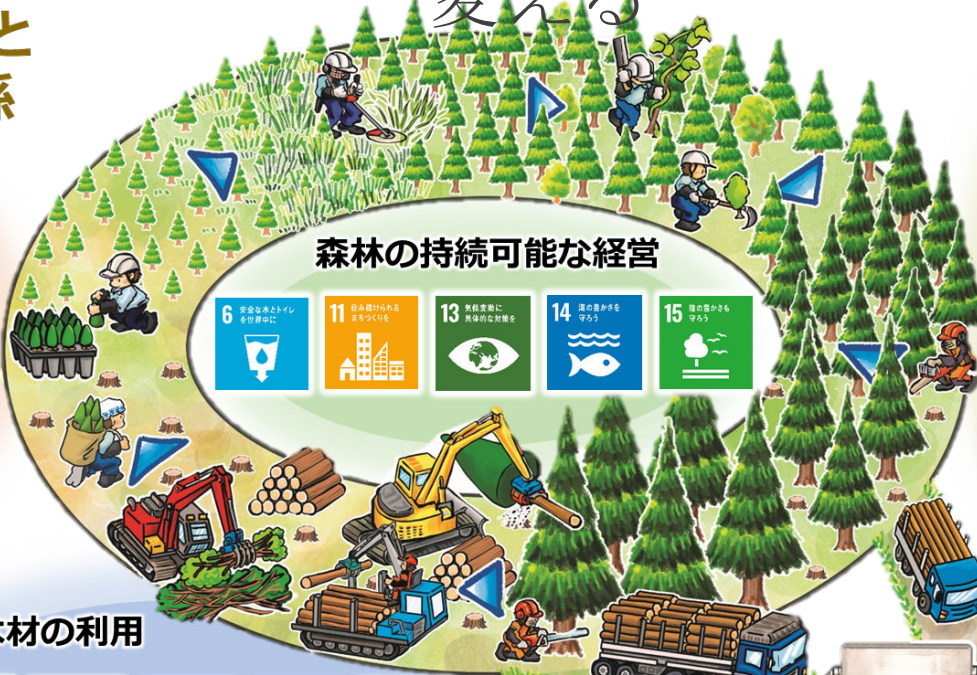 変える
と
係
森林の持続可能な経営
6 安全な水とトイレ
を世界中に
11 住み続けられる
まちづくりを
13 気候変動に
具体的な対策を
14 海の豊かさを
守ろう
15 陸の豊かさも
守ろう
材の利用